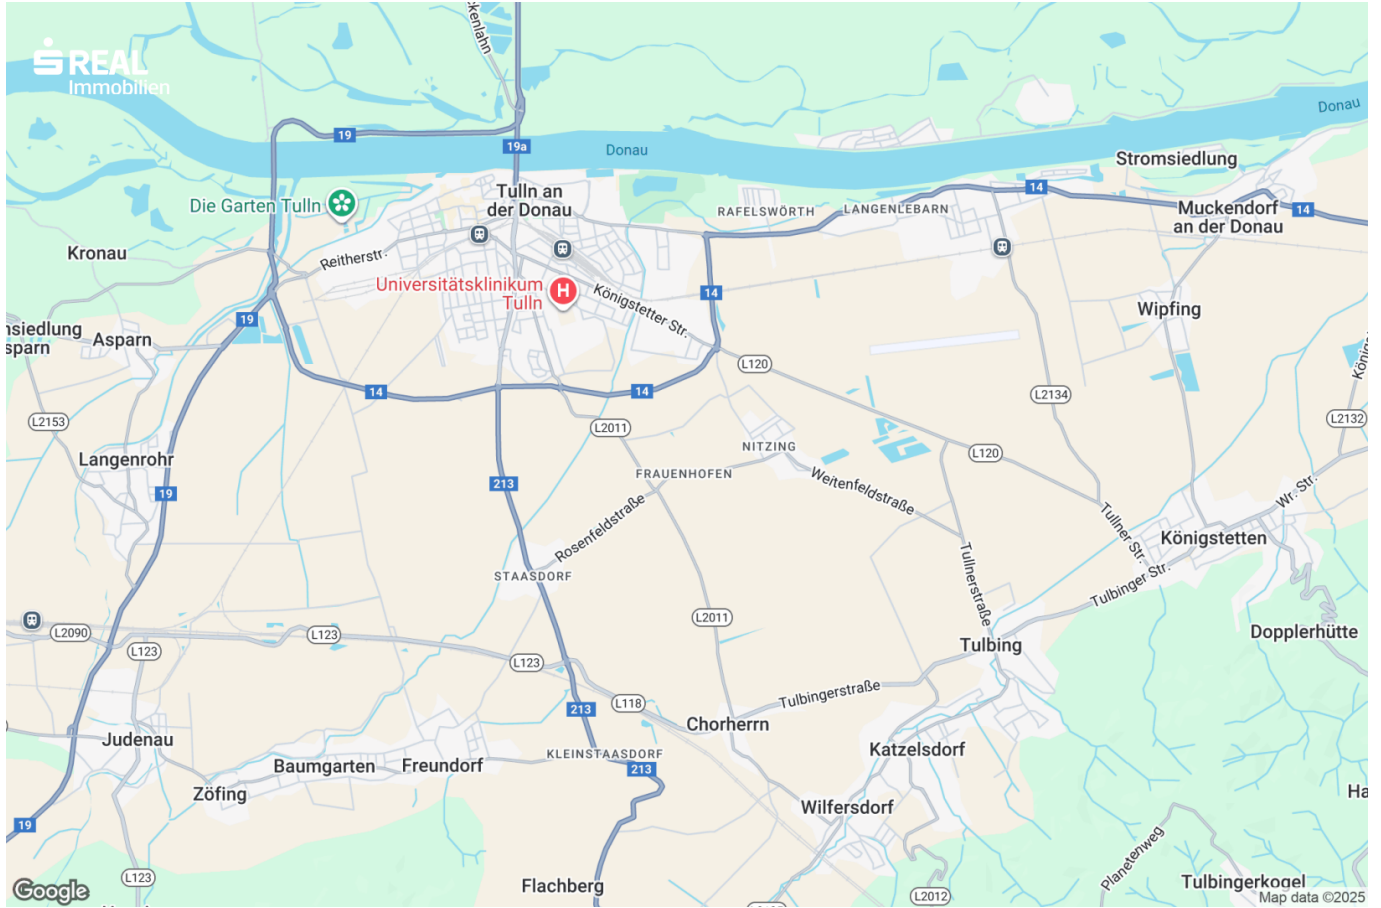 ckenlahn
REAL
Immobilien
Donau
19
19a
Donau
Stromsiedlung
Tulln an
der Donau
Die Garten Tulln
RAFELSWÖRTH
LANGENLEBARN
14
14
Muckendorf
an der Donau
Kronau
Reitherstr.
Universitätsklinikum
Tulln
H
Königstetter Str.
14
Wipfing
nsiedlung
sparn
Asparn
19
L120
14
14
L2134
L2153
L2011
L2132
NITZING
Langenrohr
L120
FRAUENHOFEN
Weitenfeldstraße
213
19
Wr. Str.
Rosenfeldstraße
Tullner Str.
Königstetten
STAASDORF
Tullnerstraße
Tulbinger Str.
L2011
L2090
L123
L123
L123
Dopplerhütte
Tulbing
Tulbingerstraße
L118
213
Chorherrn
Judenau
KLEINSTAASDORF
Katzelsdorf
Baumgarten
Freundorf
213
Zöfing
Ha
Wilfersdorf
19
Planetenweg
L123
Flachberg
Tulbingerkogel
L2012
Google
Map data ©2025